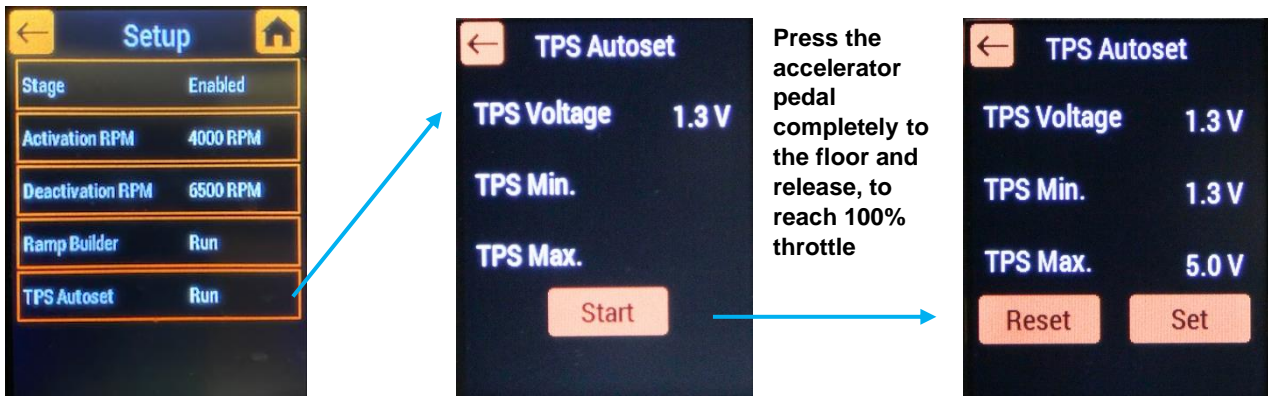 Setup
Stage Enabled
Activation RPM 4000 RPM
Deactivation RPM 6500 RPM
Ramp Builder Run
TPS Autoset Run
TPS Autoset
TPS Voltage 1.3 V
TPS Min.
TPS Max.
Start
Press the
accelerator
pedal
completely to
the floor and
release, to
reach 100%
throttle
TPS Autoset
TPS Voltage 1.3 V
TPS Min. 1.3 V
TPS Max. 5.0 V
Reset Set